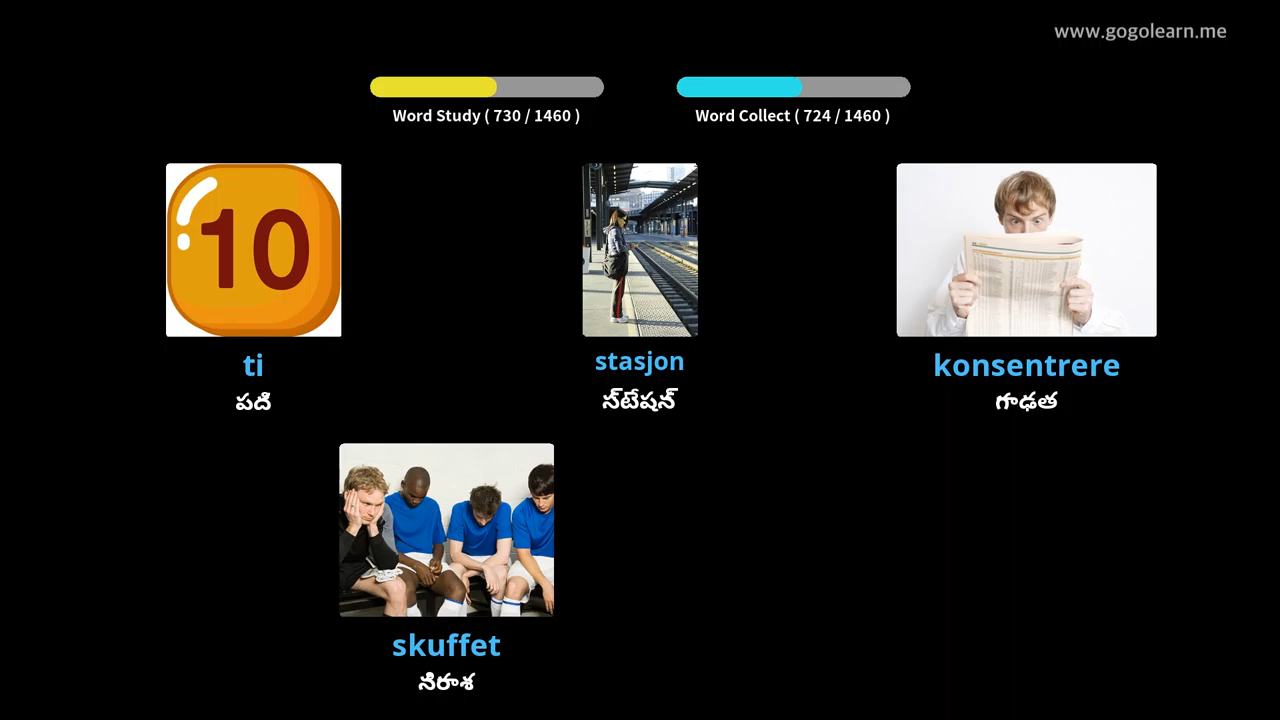 www.gogolearn.me
Word Study ( 730 / 1460 )
Word Collect ( 724 / 1460 )
10
ti
పది
stasjon
స్‌టేషన్
konsentrere
గాఢత
skuffet
నిరాశ